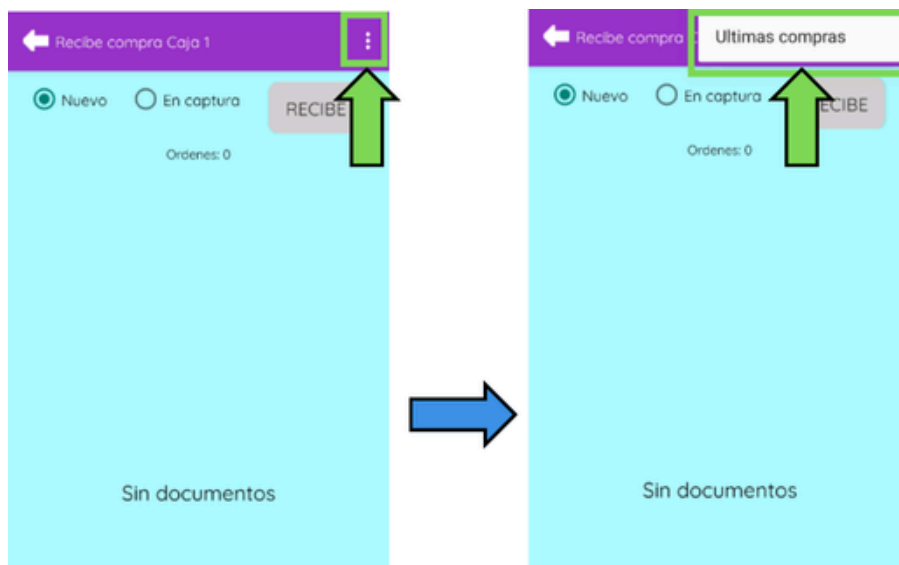 Recibe compra Caja 1
Nuevo En captura
RECIBE
Ordenes: 0
Sin documentos
Recibe compra
Ultimas compras
Nuevo En captura
ECIBE
Ordenes: 0
Sin documentos